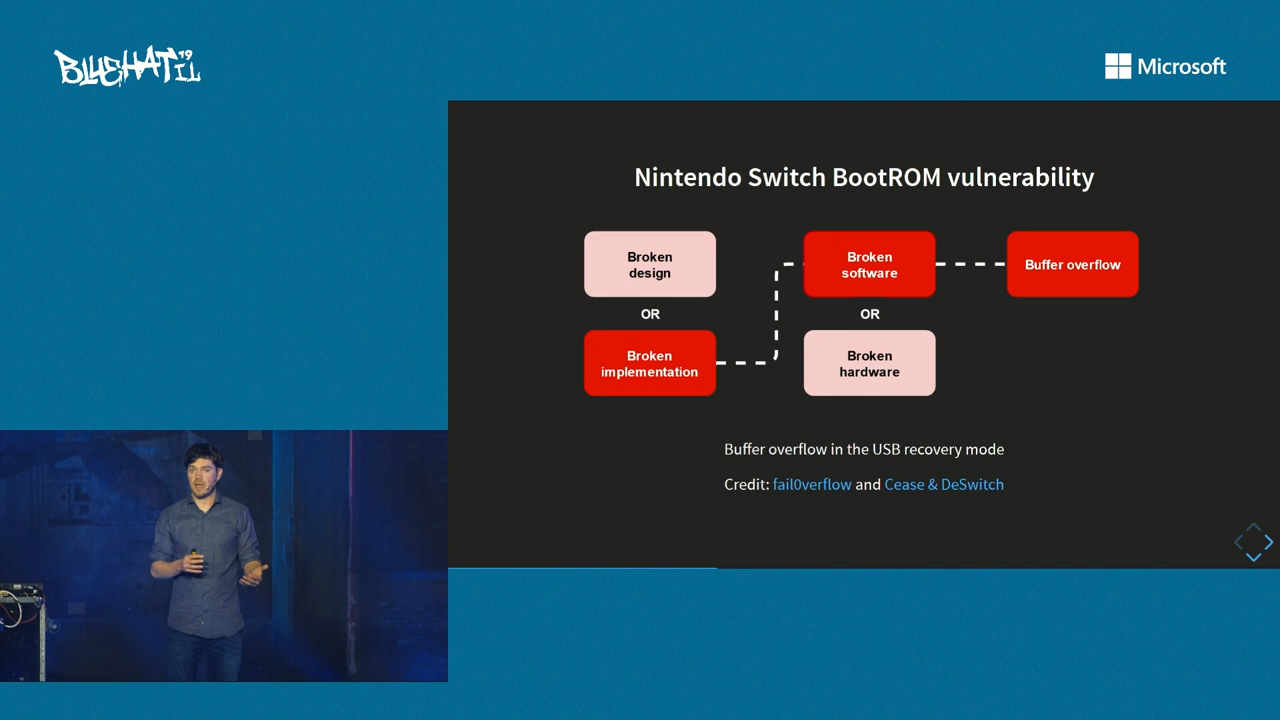 BLUEHAT
19
IL
Microsoft
Nintendo Switch BootROM vulnerability
Broken
design
OR
Broken
implementation
Broken
software
OR
Broken
hardware
Buffer overflow
Buffer overflow in the USB recovery mode
Credit: fail0verflow and Cease & DeSwitch